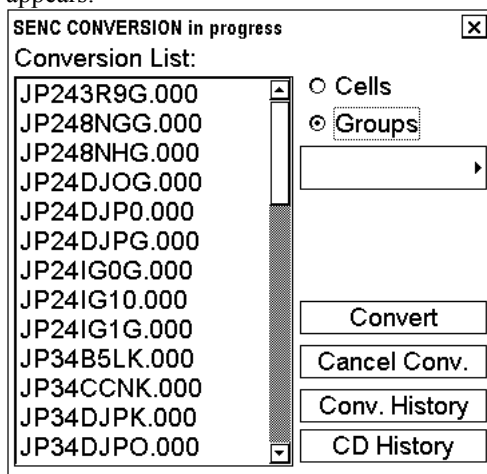 appears.
SENC CONVERSION in progress
Conversion List:
JP243R9G.000
JP248NGG.000
JP248NHG.000
JP24DJOG.000
JP24DJP0.000
JP24DJPG.000
JP24IG0G.000
JP24IG10.000
JP24IG1G.000
JP34B5LK.000
JP34CCNK.000
JP34DJPK.000
JP34DJPO.000
Cells
Groups
Convert
Cancel Conv.
Conv. History
CD History